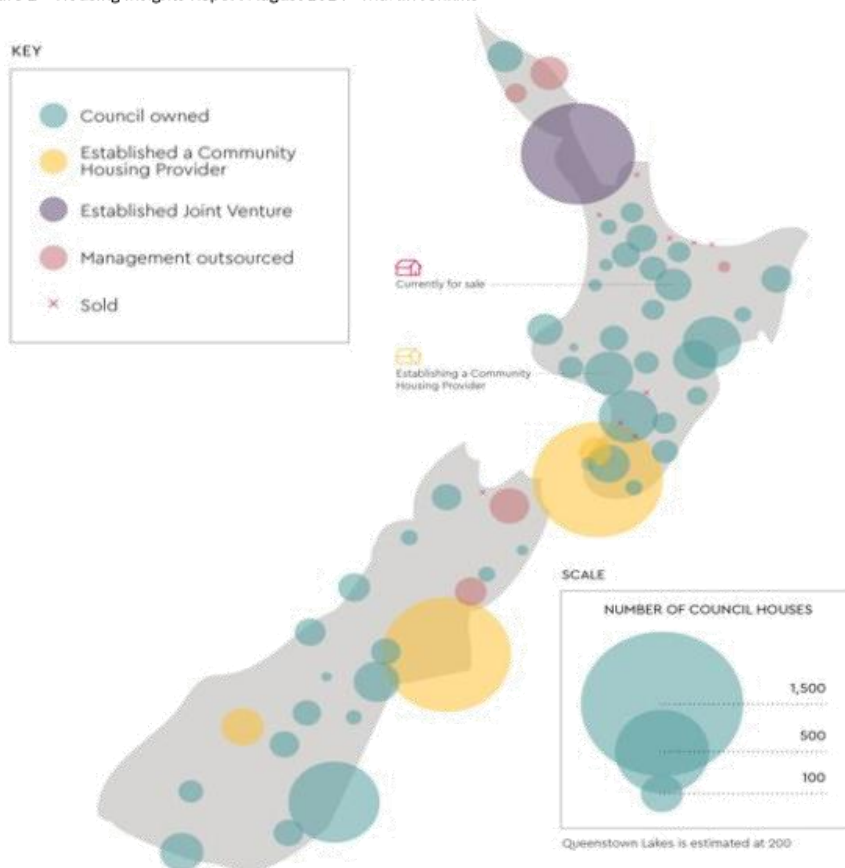 KEY
Council owned
Established a Community
Housing Provider
Established Joint Venture
Management outsourced
Sold
Currently for sale
Establishing a Community
Housing Provider
SCALE
NUMBER OF COUNCIL HOUSES
1,500
500
100
Queenstown Lakes is estimated at 200